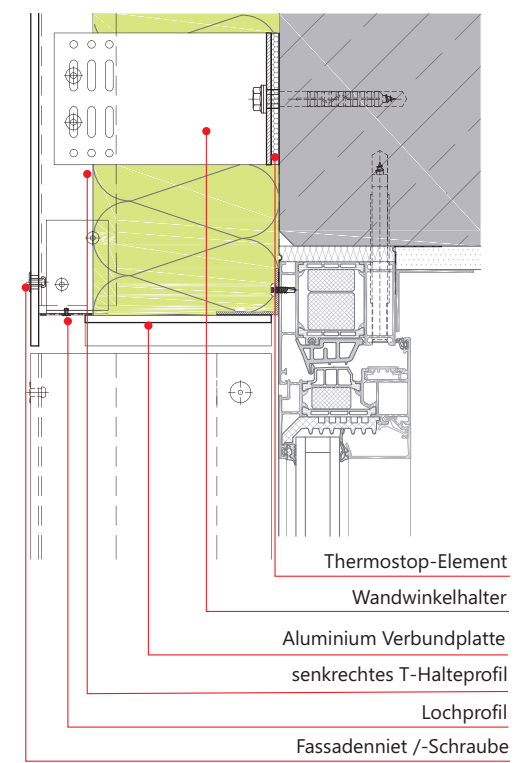 Thermostop-Element
Wandwinkelhalter
Aluminium Verbundplatte
senkrechtes T-Halteprofil
Lochprofil
Fassadenniet /-Schraube